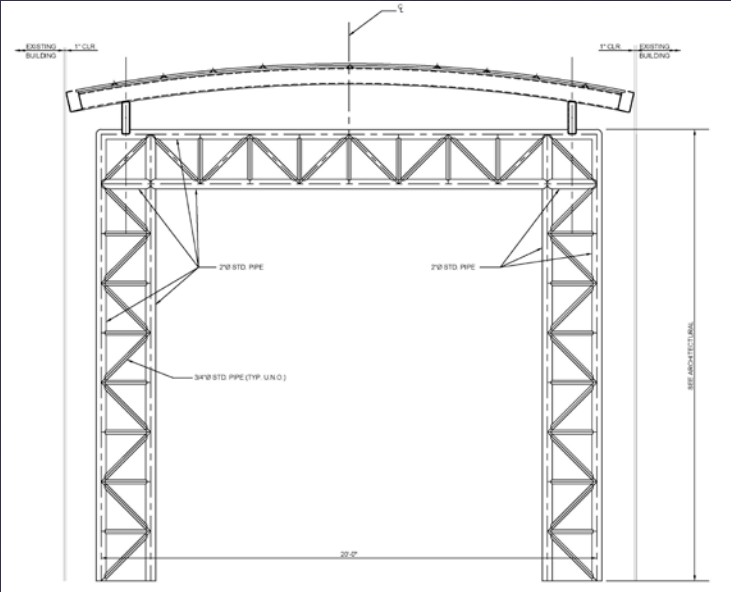 ℄
EXISTING
BUILDING
1" CLR.
1" CLR.
EXISTING
BUILDING
2"Ø STD. PIPE
2"Ø STD. PIPE
SEE ARCHITECTURAL
3/4"Ø STD. PIPE (TYP. U.N.O.)
20'-0"